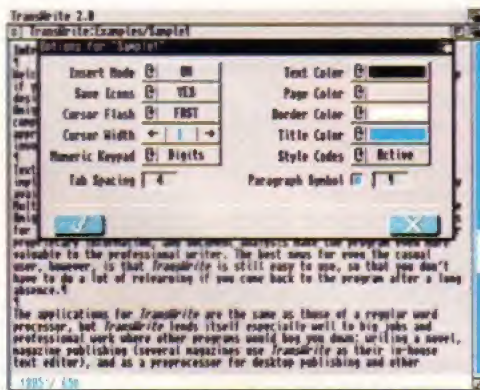 TransWrite 2.0
TransWrite:Examples/Sample1
Options for "Sample1"
Insert Mode ON Text Color
Save Icons YES Page Color
Cursor Flash FAST Border Color
Cursor Width Title Color
Numeric Keypad Digits Style Codes Active
Tab Spacing 4 Paragraph Symbol ¶
valuable to the professional writer. The best news for even the casual
user, however, is that TransWrite is still easy to use, so that you don't
have to do a lot of relearning if you come back to the program after a long
absence.¶
¶
The applications for TransWrite are the same as those of a regular word
processor, but TransWrite lends itself especially well to big jobs and
professional work where other programs would bog you down: writing a novel,
magazine publishing (several magazines use TransWrite as their in-house
text editor), and as a preprocessor for desktop publishing and other